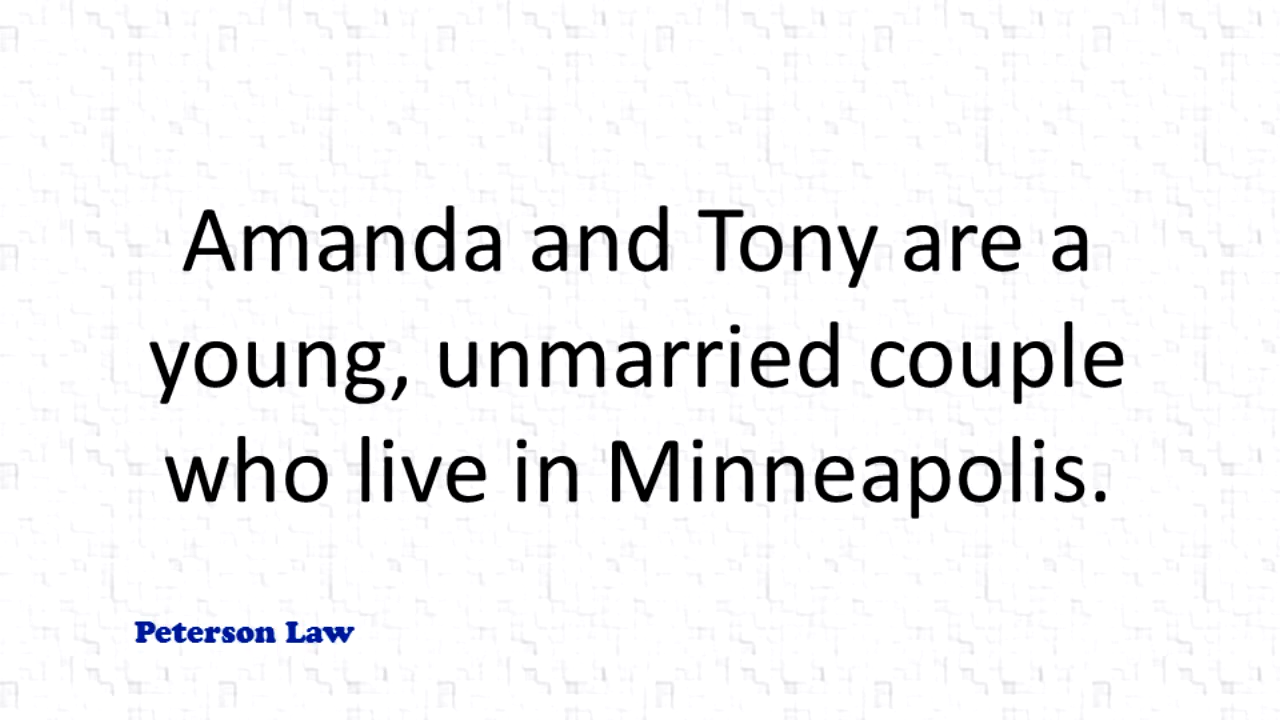 Amanda and Tony are a
young, unmarried couple
who live in Minneapolis.
Peterson Law